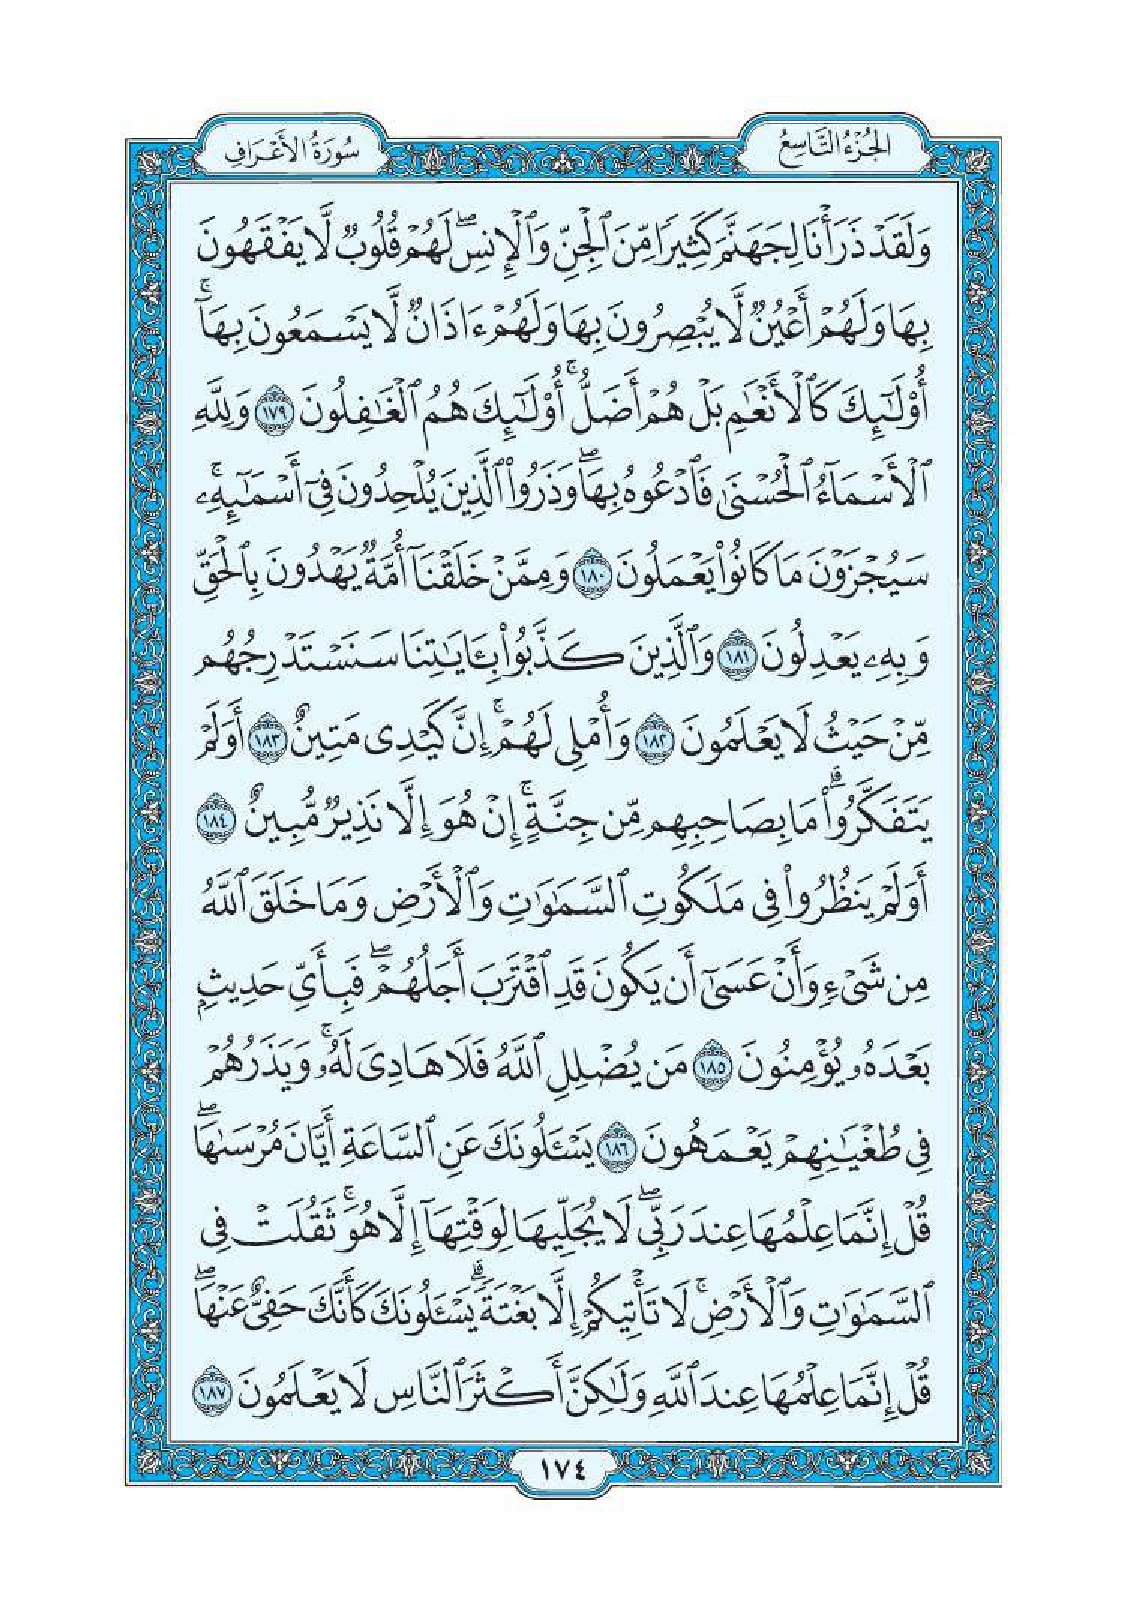 الجُزْءُ التَّاسِعُ
سُورَةُ الأَعْرَافِ
وَلَقَدْ ذَرَأْنَا لِجَهَنَّمَ كَثِيرًا مِّنَ ٱلْجِنِّ وَٱلْإِنسِ ۖ لَهُمْ قُلُوبٌ لَّا يَفْقَهُونَ
بِهَا وَلَهُمْ أَعْيُنٌ لَّا يُبْصِرُونَ بِهَا وَلَهُمْ ءَاذَانٌ لَّا يَسْمَعُونَ بِهَآ ۚ
أُو۟لَـٰٓئِكَ كَٱلْأَنْعَـٰمِ بَلْ هُمْ أَضَلُّ ۚ أُو۟لَـٰٓئِكَ هُمُ ٱلْغَـٰفِلُونَ ١٧٩ وَلِلَّهِ
ٱلْأَسْمَآءُ ٱلْحُسْنَىٰ فَٱدْعُوهُ بِهَا ۖ وَذَرُوا۟ ٱلَّذِينَ يُلْحِدُونَ فِىٓ أَسْمَـٰٓئِهِۦ ۚ
سَيُجْزَوْنَ مَا كَانُوا۟ يَعْمَلُونَ ١٨٠ وَمِمَّنْ خَلَقْنَآ أُمَّةٌ يَهْدُونَ بِٱلْحَقِّ
وَبِهِۦ يَعْدِلُونَ ١٨١ وَٱلَّذِينَ كَذَّبُوا۟ بِـَٔايَـٰتِنَا سَنَسْتَدْرِجُهُم
مِّنْ حَيْثُ لَا يَعْلَمُونَ ١٨٢ وَأُمْلِى لَهُمْ ۚ إِنَّ كَيْدِى مَتِينٌ ١٨٣ أَوَلَمْ
يَتَفَكَّرُوا۟ ۗ مَا بِصَاحِبِهِم مِّن جِنَّةٍ ۚ إِنْ هُوَ إِلَّا نَذِيرٌ مُّبِينٌ ١٨٤
أَوَلَمْ يَنظُرُوا۟ فِى مَلَكُوتِ ٱلسَّمَـٰوَٰتِ وَٱلْأَرْضِ وَمَا خَلَقَ ٱللَّهُ
مِن شَىْءٍ وَأَنْ عَسَىٰٓ أَن يَكُونَ قَدِ ٱقْتَرَبَ أَجَلُهُمْ ۖ فَبِأَىِّ حَدِيثٍ
بَعْدَهُۥ يُؤْمِنُونَ ١٨٥ مَن يُضْلِلِ ٱللَّهُ فَلَا هَادِىَ لَهُۥ ۚ وَيَذَرُهُمْ
فِى طُغْيَـٰنِهِمْ يَعْمَهُونَ ١٨٦ يَسْـَٔلُونَكَ عَنِ ٱلسَّاعَةِ أَيَّانَ مُرْسَىٰهَا ۖ
قُلْ إِنَّمَا عِلْمُهَا عِندَ رَبِّى ۖ لَا يُجَلِّيهَا لِوَقْتِهَآ إِلَّا هُوَ ۚ ثَقُلَتْ فِى
ٱلسَّمَـٰوَٰتِ وَٱلْأَرْضِ ۚ لَا تَأْتِيكُمْ إِلَّا بَغْتَةً ۗ يَسْـَٔلُونَكَ كَأَنَّكَ حَفِىٌّ عَنْهَا ۖ
قُلْ إِنَّمَا عِلْمُهَا عِندَ ٱللَّهِ وَلَـٰكِنَّ أَكْثَرَ ٱلنَّاسِ لَا يَعْلَمُونَ ١٨٧
١٧٤